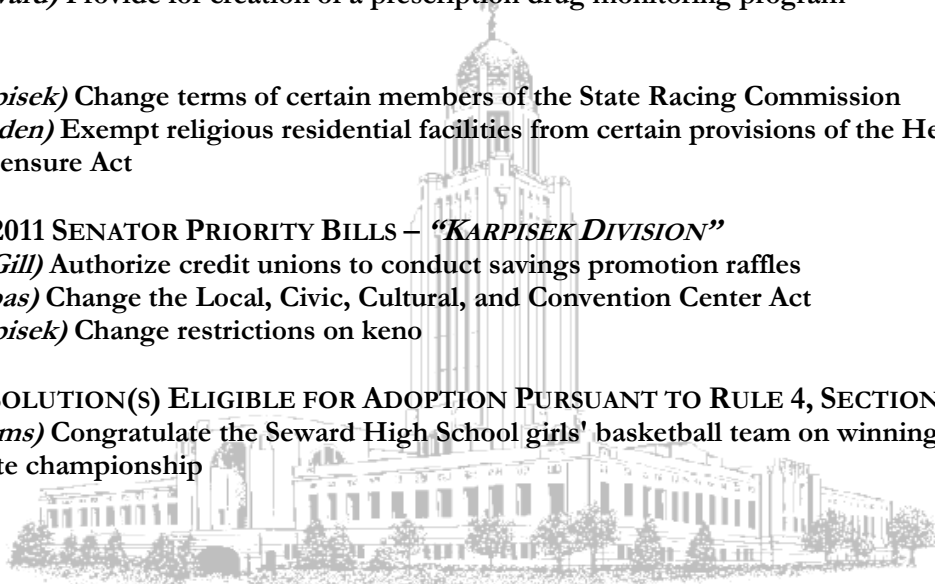 ward) Provide for creation of a prescription drug monitoring program
pisek) Change terms of certain members of the State Racing Commission
den) Exempt religious residential facilities from certain provisions of the He
ensure Act
2011 SENATOR PRIORITY BILLS – “KARPISEK DIVISION”
Gill) Authorize credit unions to conduct savings promotion raffles
bas) Change the Local, Civic, Cultural, and Convention Center Act
pisek) Change restrictions on keno
SOLUTION(S) ELIGIBLE FOR ADOPTION PURSUANT TO RULE 4, SECTION
ms) Congratulate the Seward High School girls' basketball team on winning
te championship